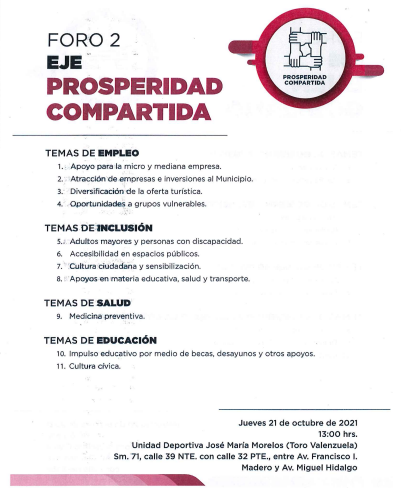 FORO 2
EJE
PROSPERIDAD
COMPARTIDA
PROSPERIDAD
COMPARTIDA
TEMAS DE EMPLEO
1. Apoyo para la micro y mediana empresa.
2. Atracción de empresas e inversiones al Municipio.
3. Diversificación de la oferta turística.
4. Oportunidades a grupos vulnerables.
TEMAS DE INCLUSIÓN
5. Adultos mayores y personas con discapacidad.
6. Accesibilidad en espacios públicos.
7. Cultura ciudadana y sensibilización.
8. Apoyos en materia educativa, salud y transporte.
TEMAS DE SALUD
9. Medicina preventiva.
TEMAS DE EDUCACIÓN
10. Impulso educativo por medio de becas, desayunos y otros apoyos.
11. Cultura cívica.
Jueves 21 de octubre de 2021
13:00 hrs.
Unidad Deportiva José María Morelos (Toro Valenzuela)
Sm. 71, calle 39 NTE. con calle 32 PTE., entre Av. Francisco I.
Madero y Av. Miguel Hidalgo